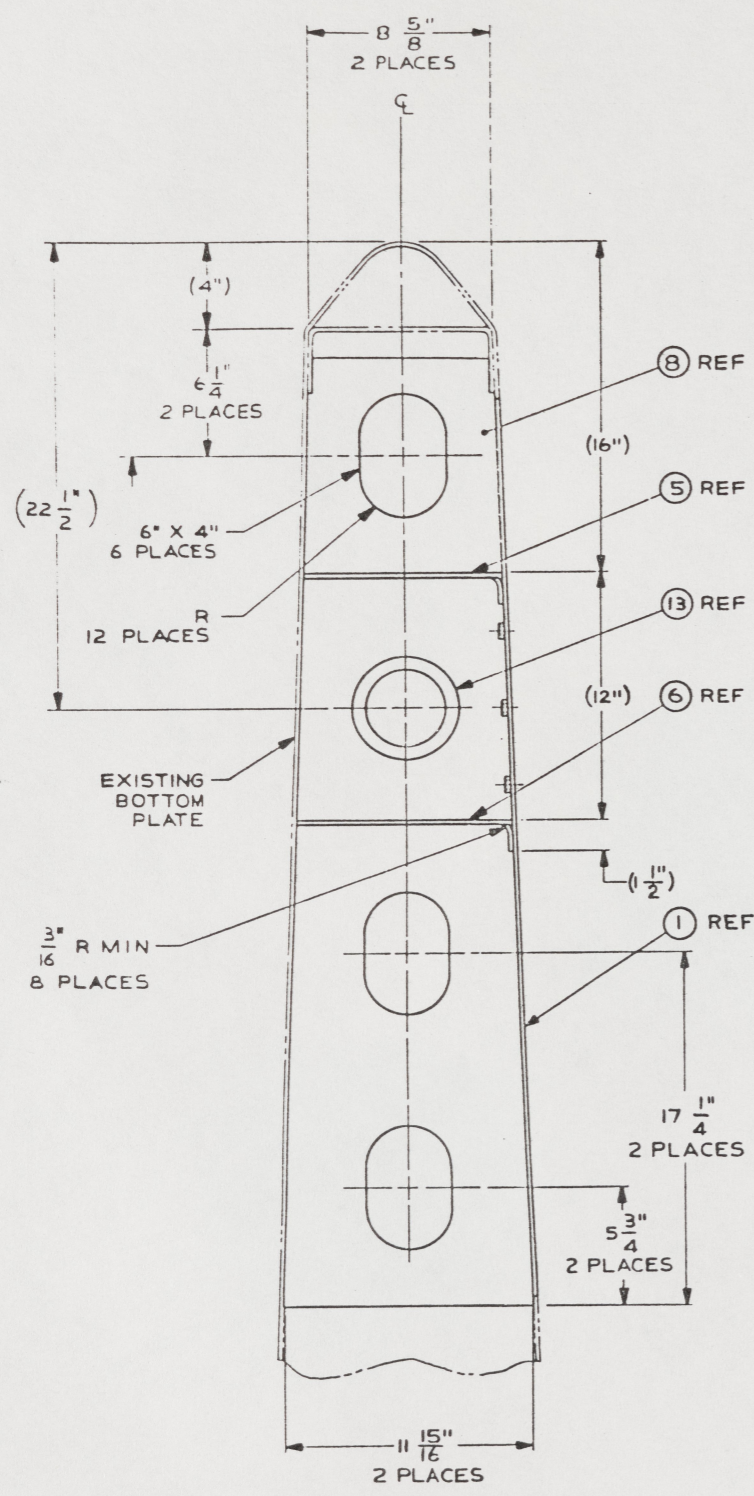 8 5/8"
2 PLACES
℄
(4")
6 1/4"
2 PLACES
8 REF
(16")
5 REF
(22 1/2")
6" X 4"
6 PLACES
R
12 PLACES
13 REF
(12")
6 REF
EXISTING
BOTTOM
PLATE
(1 1/2")
1 REF
3/16" R MIN
8 PLACES
17 1/4"
2 PLACES
5 3/4"
2 PLACES
11 15/16"
2 PLACES